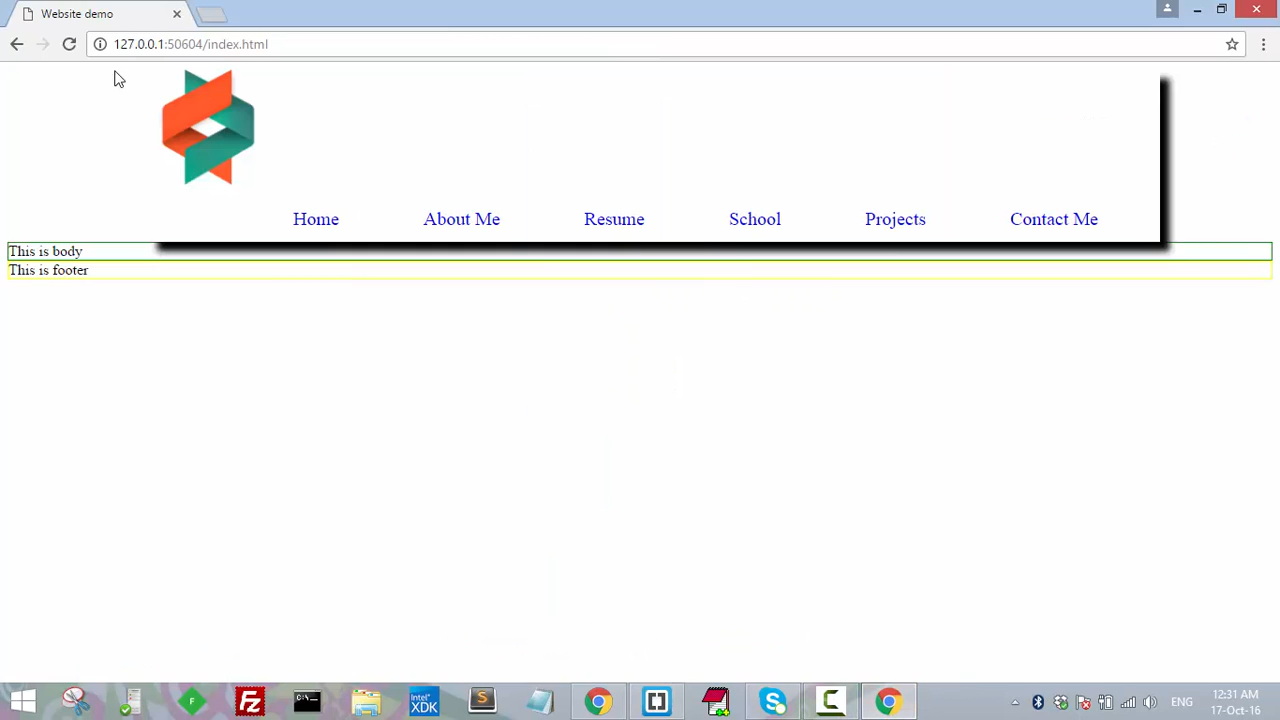 Website demo
127.0.0.1:50604/index.html
Home About Me Resume School Projects Contact Me
This is body
This is footer
F
Fz
C:\
INTEL XDK
S
C
ENG
12:31 AM
17-Oct-16